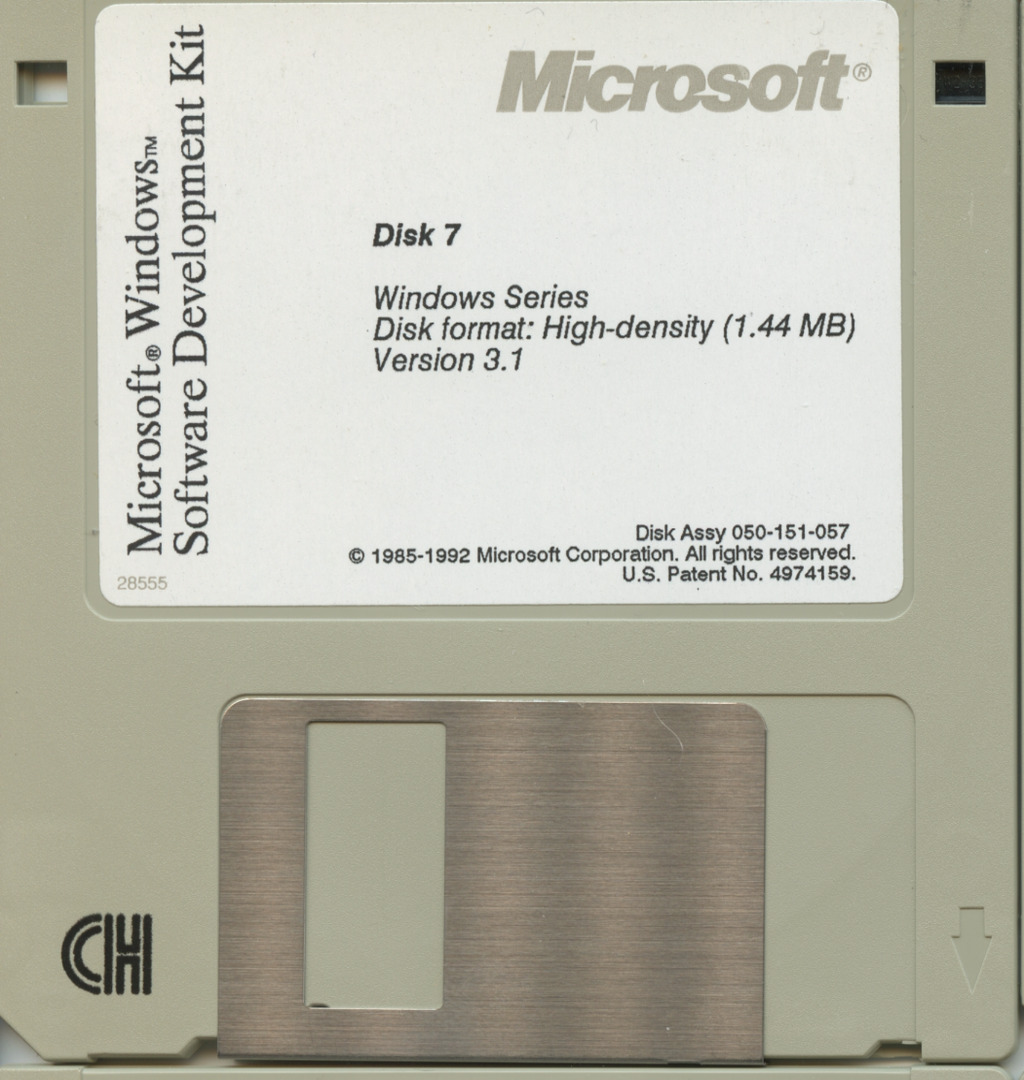 Microsoft® Windows™
Software Development Kit
Microsoft®
Disk 7
Windows Series
Disk format: High-density (1.44 MB)
Version 3.1
Disk Assy 050-151-057
© 1985-1992 Microsoft Corporation. All rights reserved.
U.S. Patent No. 4974159.
28555
CH